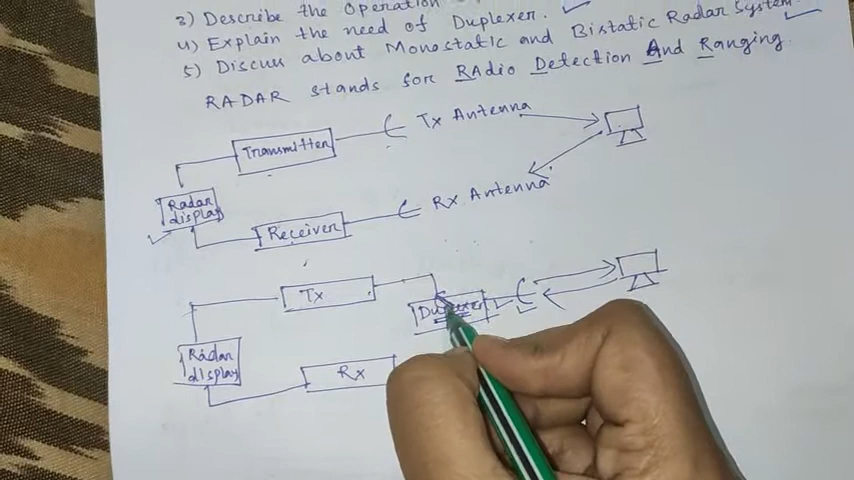 3) Describe the Operation
4) Explain the need of Duplexer.
5) Discuss about Monostatic and Bistatic Radar System.
RADAR stands for RAdio Detection And Ranging
Transmitter
Tx Antenna
Radar display
Receiver
Rx Antenna
Tx
Duplexer
Radar display
Rx